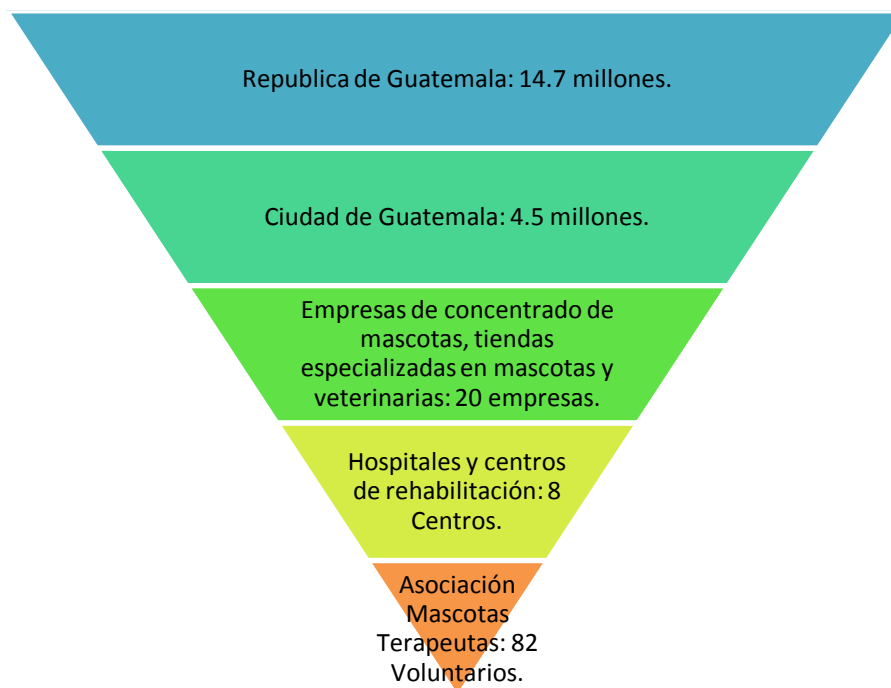 Republica de Guatemala: 14.7 millones.
Ciudad de Guatemala: 4.5 millones.
Empresas de concentrado de
mascotas, tiendas
especializadas en mascotas y
veterinarias: 20 empresas.
Hospitales y centros
de rehabilitación: 8
Centros.
Asociación
Mascotas
Terapeutas: 82
Voluntarios.